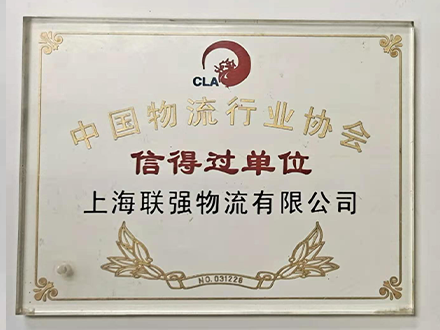 CLA
中国物流行业协会
信得过单位
上海联强物流有限公司
NO.031228